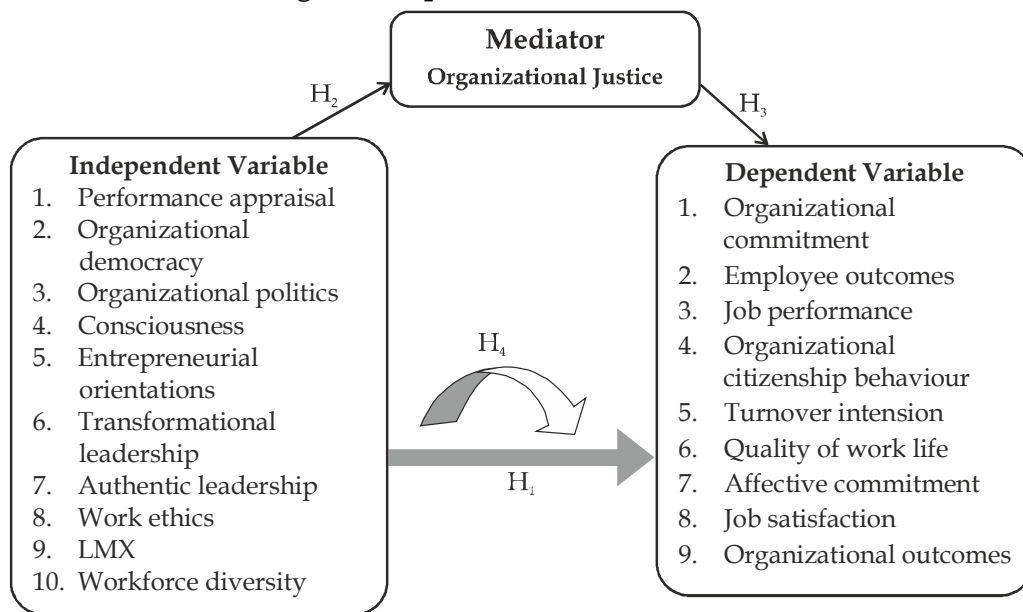 Mediator
Organizational Justice
H2
H3
Independent Variable
1. Performance appraisal
2. Organizational
democracy
3. Organizational politics
4. Consciousness
5. Entrepreneurial
orientations
6. Transformational
leadership
7. Authentic leadership
8. Work ethics
9. LMX
10. Workforce diversity
H4
H1
Dependent Variable
1. Organizational
commitment
2. Employee outcomes
3. Job performance
4. Organizational
citizenship behaviour
5. Turnover intension
6. Quality of work life
7. Affective commitment
8. Job satisfaction
9. Organizational outcomes